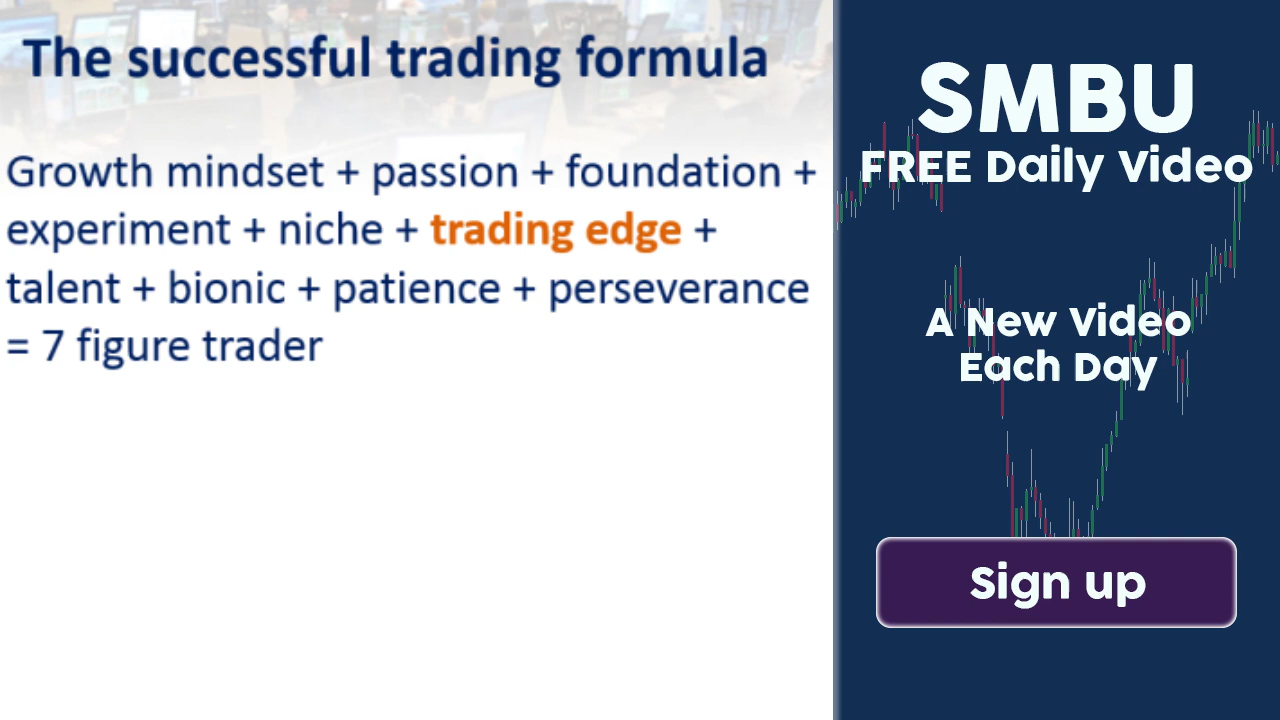 The successful trading formula
Growth mindset + passion + foundation +
experiment + niche + trading edge +
talent + bionic + patience + perseverance
= 7 figure trader
SMBU
FREE Daily Video
A New Video
Each Day
Sign up